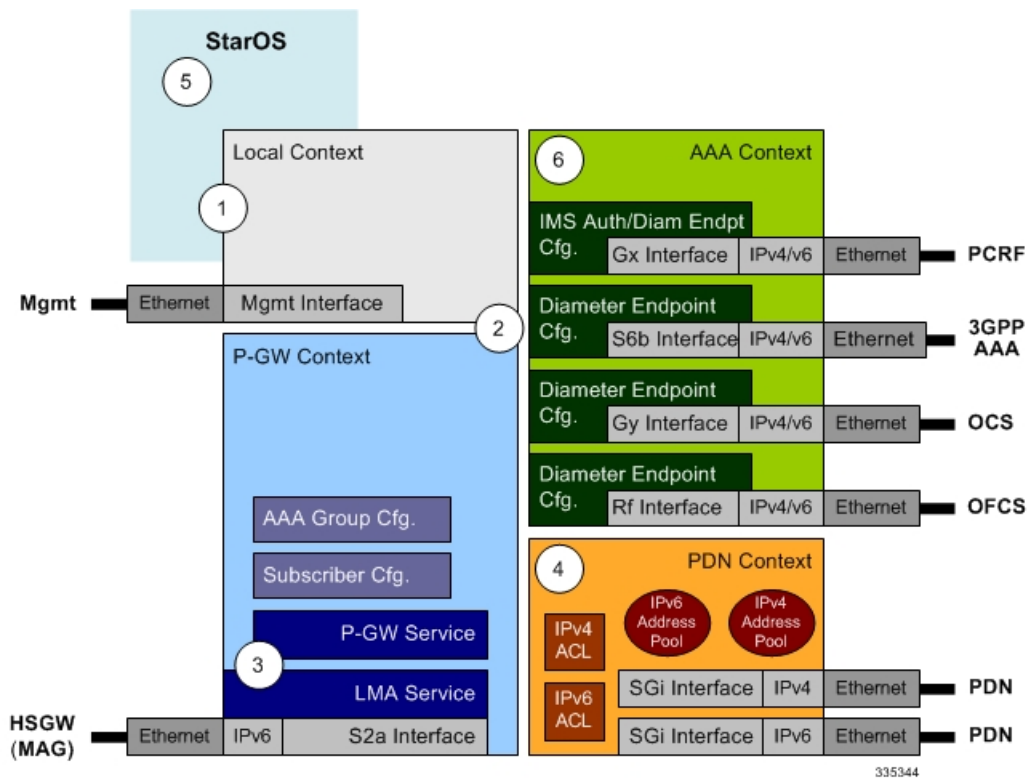 StarOS
5
Local Context
1
Mgmt
Ethernet
Mgmt Interface
2
P-GW Context
AAA Group Cfg.
Subscriber Cfg.
P-GW Service
3
LMA Service
HSGW
(MAG)
Ethernet
IPv6
S2a Interface
6
AAA Context
IMS Auth/Diam Endpt
Cfg.
Gx Interface
IPv4/v6
Ethernet
PCRF
Diameter Endpoint
Cfg.
S6b Interface
IPv4/v6
Ethernet
3GPP
AAA
Diameter Endpoint
Cfg.
Gy Interface
IPv4/v6
Ethernet
OCS
Diameter Endpoint
Cfg.
Rf Interface
IPv4/v6
Ethernet
OFCS
4
PDN Context
IPv6
Address
Pool
IPv4
Address
Pool
IPv4
ACL
IPv6
ACL
SGi Interface
IPv4
Ethernet
PDN
SGi Interface
IPv6
Ethernet
PDN
335344